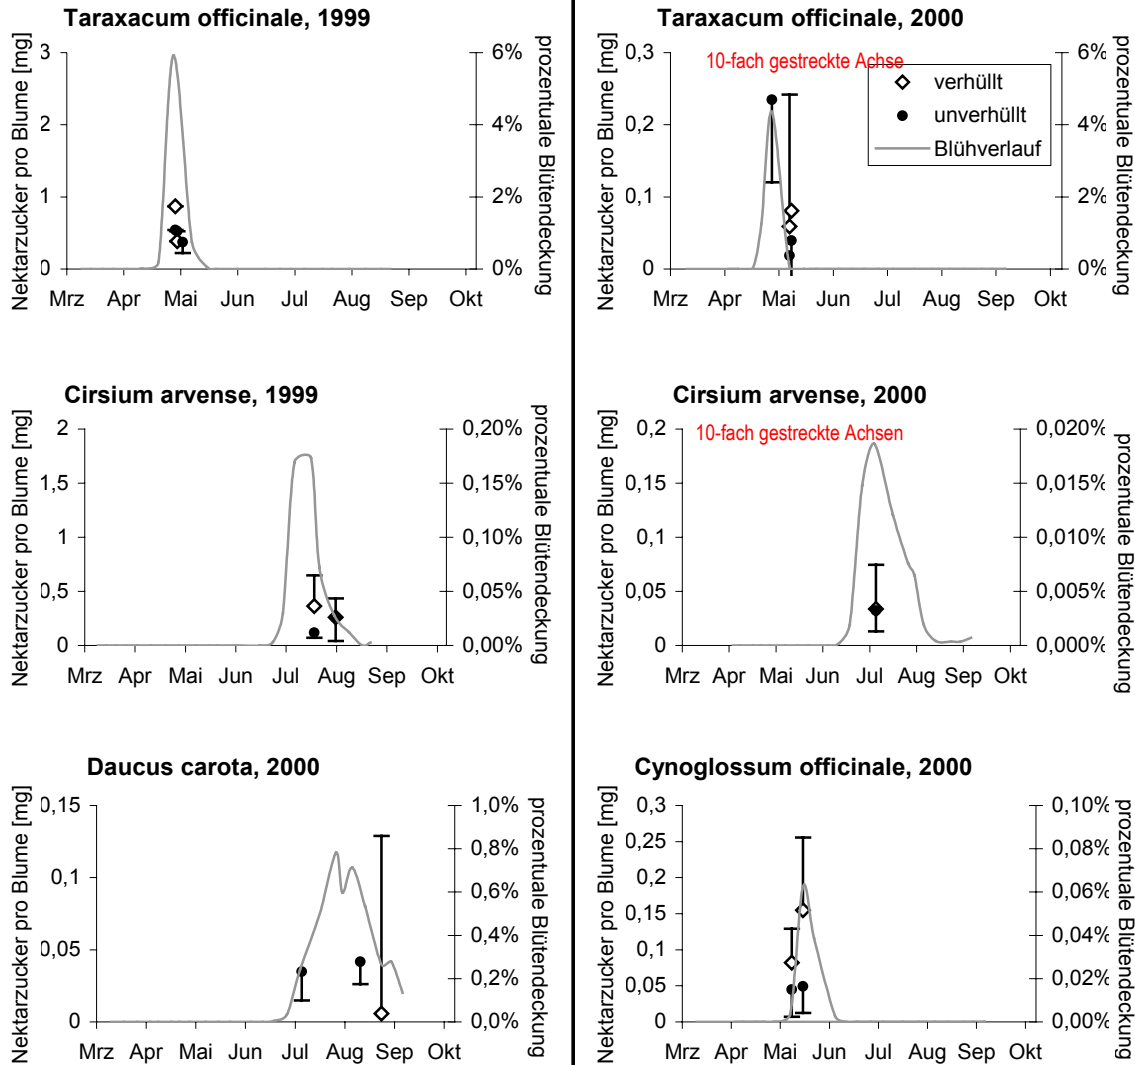 Taraxacum officinale, 1999
Nektarzucker pro Blume [mg]
3
2
1
0
6%
4%
2%
0%
prozentuale Blütendeckung
Mrz Apr Mai Jun Jul Aug Sep Okt
Taraxacum officinale, 2000
10-fach gestreckte Achse
Nektarzucker pro Blume [mg]
0,3
0,2
0,1
0
verhüllt
unverhüllt
Blühverlauf
6%
4%
2%
0%
prozentuale Blütendeckung
Mrz Apr Mai Jun Jul Aug Sep Okt
Cirsium arvense, 1999
Nektarzucker pro Blume [mg]
2
1,5
1
0,5
0
0,20%
0,15%
0,10%
0,05%
0,00%
prozentuale Blütendeckung
Mrz Apr Mai Jun Jul Aug Sep Okt
Cirsium arvense, 2000
10-fach gestreckte Achsen
Nektarzucker pro Blume [mg]
0,2
0,15
0,1
0,05
0
0,020%
0,015%
0,010%
0,005%
0,000%
prozentuale Blütendeckung
Mrz Apr Mai Jun Jul Aug Sep Okt
Daucus carota, 2000
Nektarzucker pro Blume [mg]
0,15
0,1
0,05
0
1,0%
0,8%
0,6%
0,4%
0,2%
0,0%
prozentuale Blütendeckung
Mrz Apr Mai Jun Jul Aug Sep Okt
Cynoglossum officinale, 2000
Nektarzucker pro Blume [mg]
0,3
0,25
0,2
0,15
0,1
0,05
0
0,10%
0,08%
0,06%
0,04%
0,02%
0,00%
prozentuale Blütendeckung
Mrz Apr Mai Jun Jul Aug Sep Okt